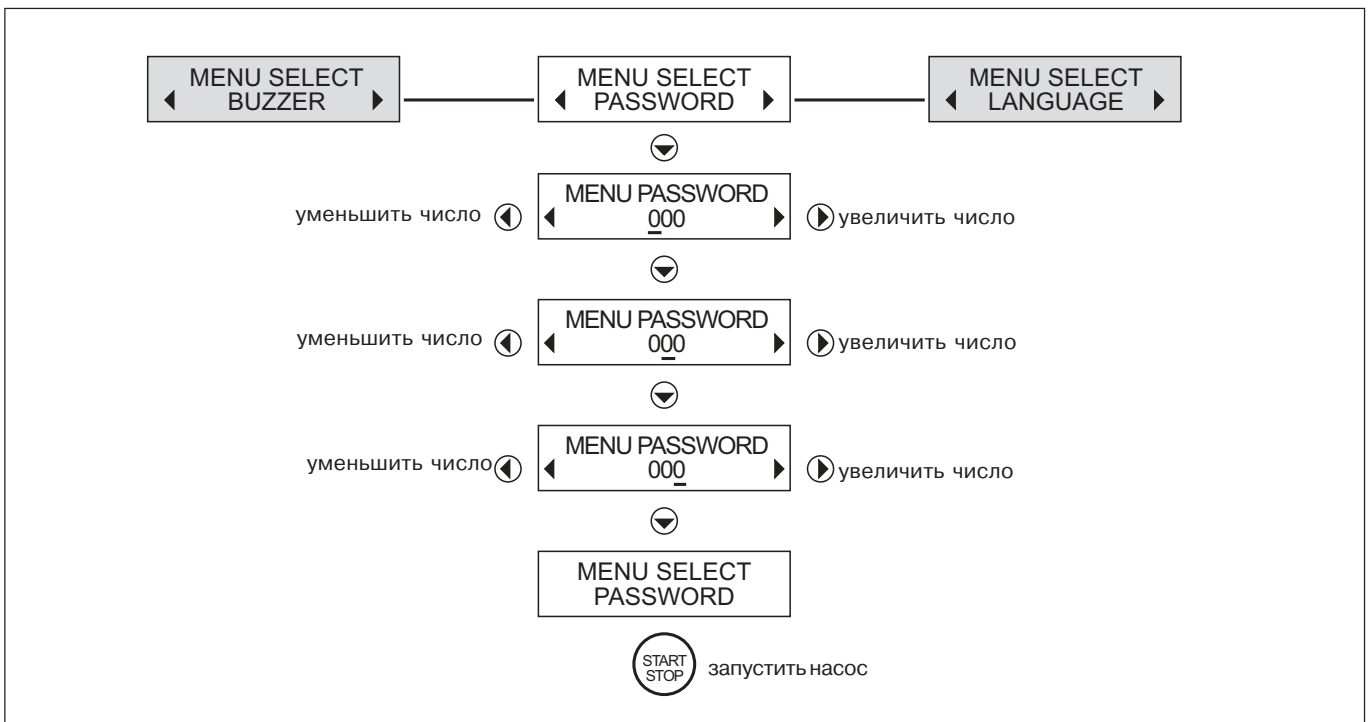 MENU SELECT
BUZZER
MENU SELECT
PASSWORD
MENU SELECT
LANGUAGE
MENU PASSWORD
уменьшить число
000
увеличить число
MENU PASSWORD
уменьшить число
000
увеличить число
MENU PASSWORD
уменьшить число
000
увеличить число
MENU SELECT
PASSWORD
START
STOP
запустить насос